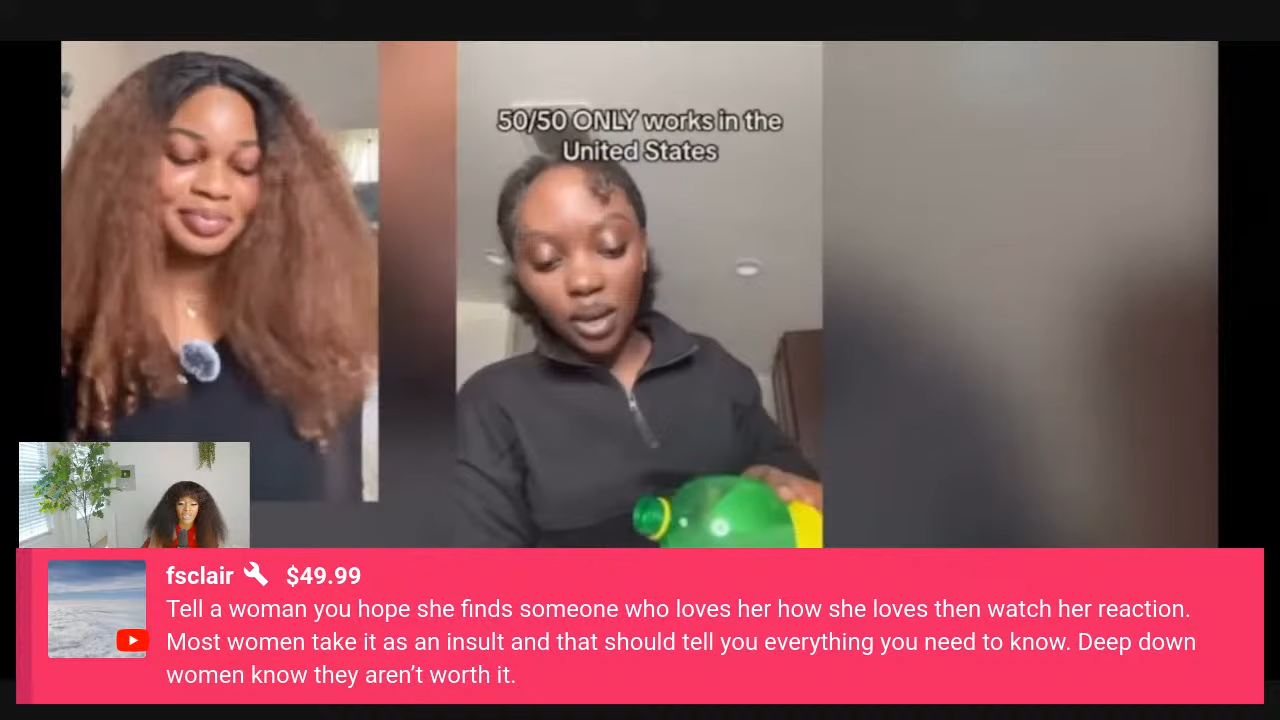 50/50 ONLY works in the
United States
fsclair $49.99
Tell a woman you hope she finds someone who loves her how she loves then watch her reaction.
Most women take it as an insult and that should tell you everything you need to know. Deep down
women know they aren’t worth it.